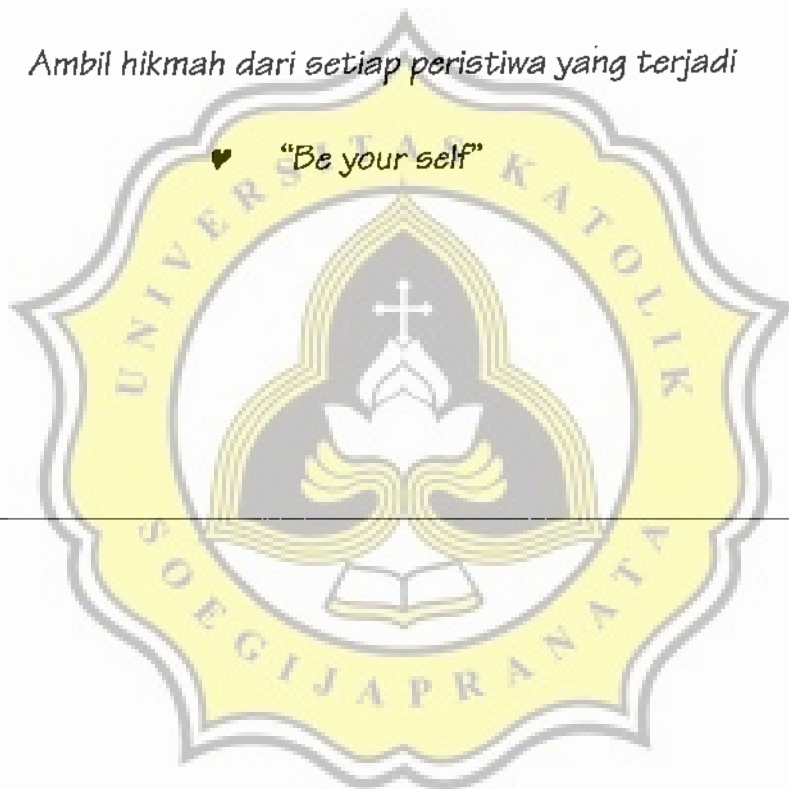 Ambil hikmah dari setiap peristiwa yang terjadi
♥ “Be your self”
UNIVERSITAS KATOLIK
SOEGIJAPRANATA